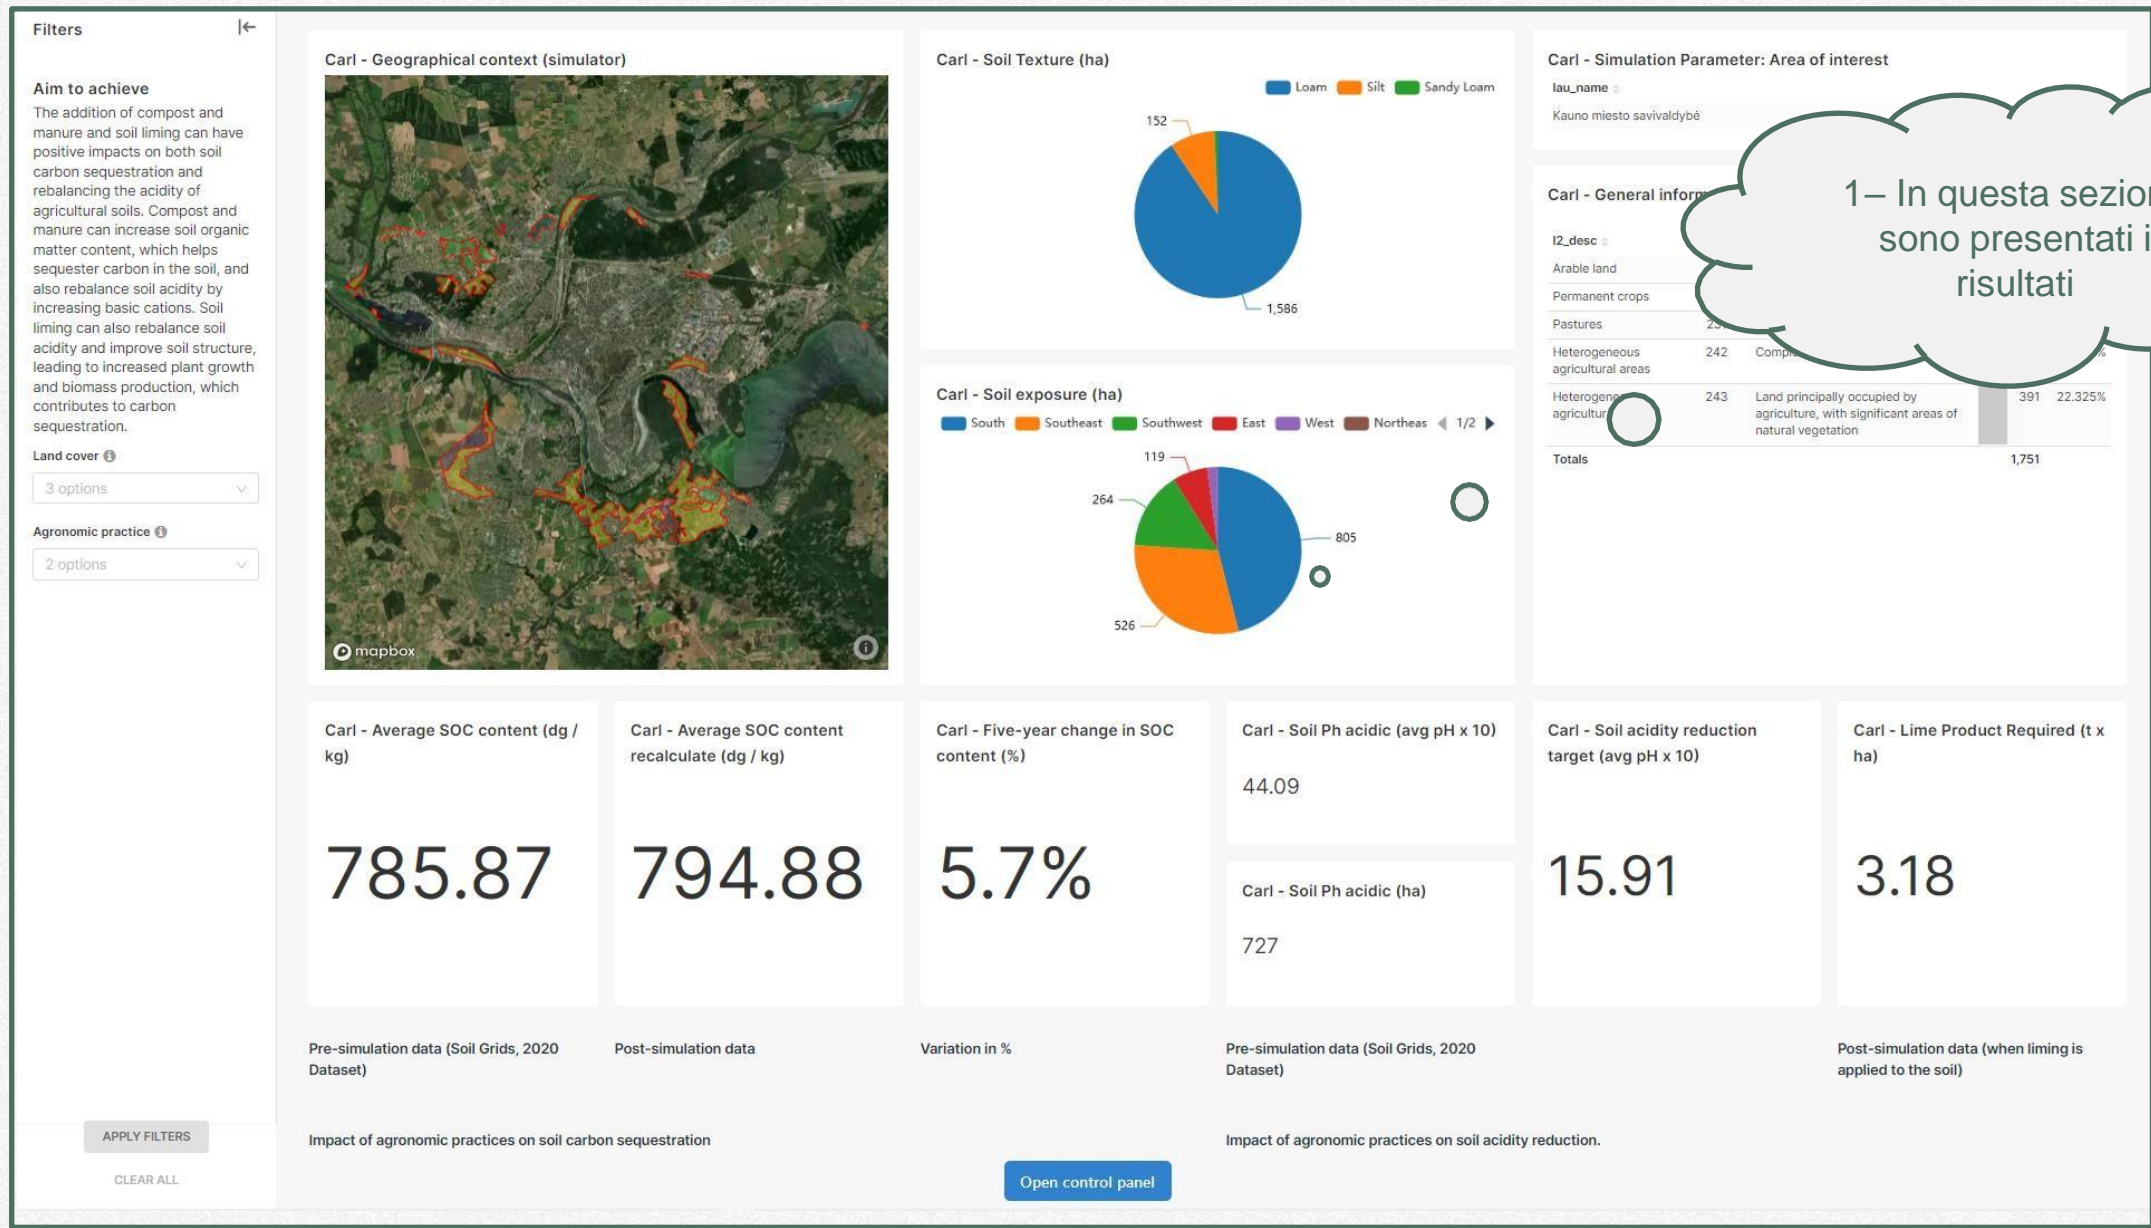 Filters
Aim to achieve
The addition of compost and
manure and soil liming can have
positive impacts on both soil
carbon sequestration and
rebalancing the acidity of
agricultural soils. Compost and
manure can increase soil organic
matter content, which helps
sequester carbon in the soil, and
also rebalance soil acidity by
increasing basic cations. Soil
liming can also rebalance soil
acidity and improve soil structure,
leading to increased plant growth
and biomass production, which
contributes to carbon
sequestration.
Land cover
3 options
Agronomic practice
2 options
APPLY FILTERS
CLEAR ALL
Carl - Geographical context (simulator)
mapbox
Carl - Soil Texture (ha)
Loam Silt Sandy Loam
152
1,586
Carl - Soil exposure (ha)
South Southeast Southwest East West Northeas 1/2
119
264
805
526
Carl - Simulation Parameter: Area of interest
lau_name
Kauno miesto savivaldybė
Carl - General inform
1– In questa sezion
sono presentati i
risultati
l2_desc
Arable land
Permanent crops
Pastures
Heterogeneous 242
agricultural areas
Heterogene 243 Land principally occupied by 391 22.325%
agricultur agriculture, with significant areas of
natural vegetation
Totals 1,751
Carl - Average SOC content (dg /
kg)
785.87
Carl - Average SOC content
recalculate (dg / kg)
794.88
Carl - Five-year change in SOC
content (%)
5.7%
Carl - Soil Ph acidic (avg pH x 10)
44.09
Carl - Soil Ph acidic (ha)
727
Carl - Soil acidity reduction
target (avg pH x 10)
15.91
Carl - Lime Product Required (t x
ha)
3.18
Pre-simulation data (Soil Grids, 2020
Dataset)
Post-simulation data
Variation in %
Pre-simulation data (Soil Grids, 2020
Dataset)
Post-simulation data (when liming is
applied to the soil)
Impact of agronomic practices on soil carbon sequestration
Impact of agronomic practices on soil acidity reduction.
Open control panel